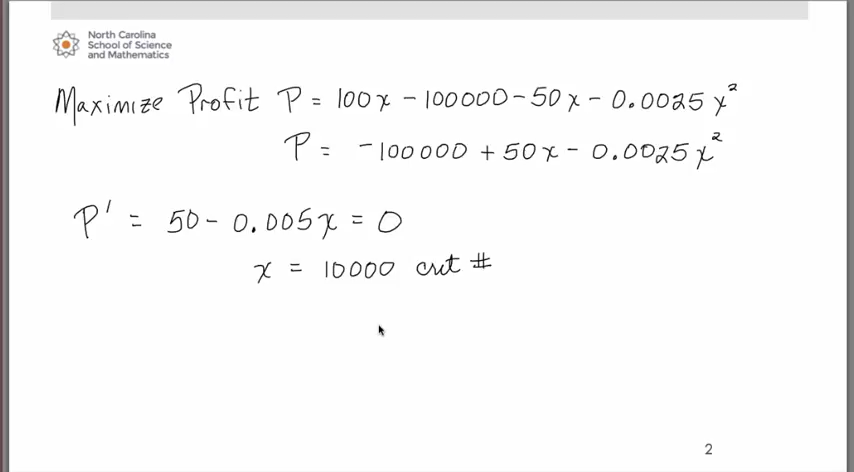 North Carolina
School of Science
and Mathematics
Maximize Profit P = 100x - 100000 - 50x - 0.0025x²
P = -100000 + 50x - 0.0025x²
P' = 50 - 0.005x = 0
x = 10000 crit #
2